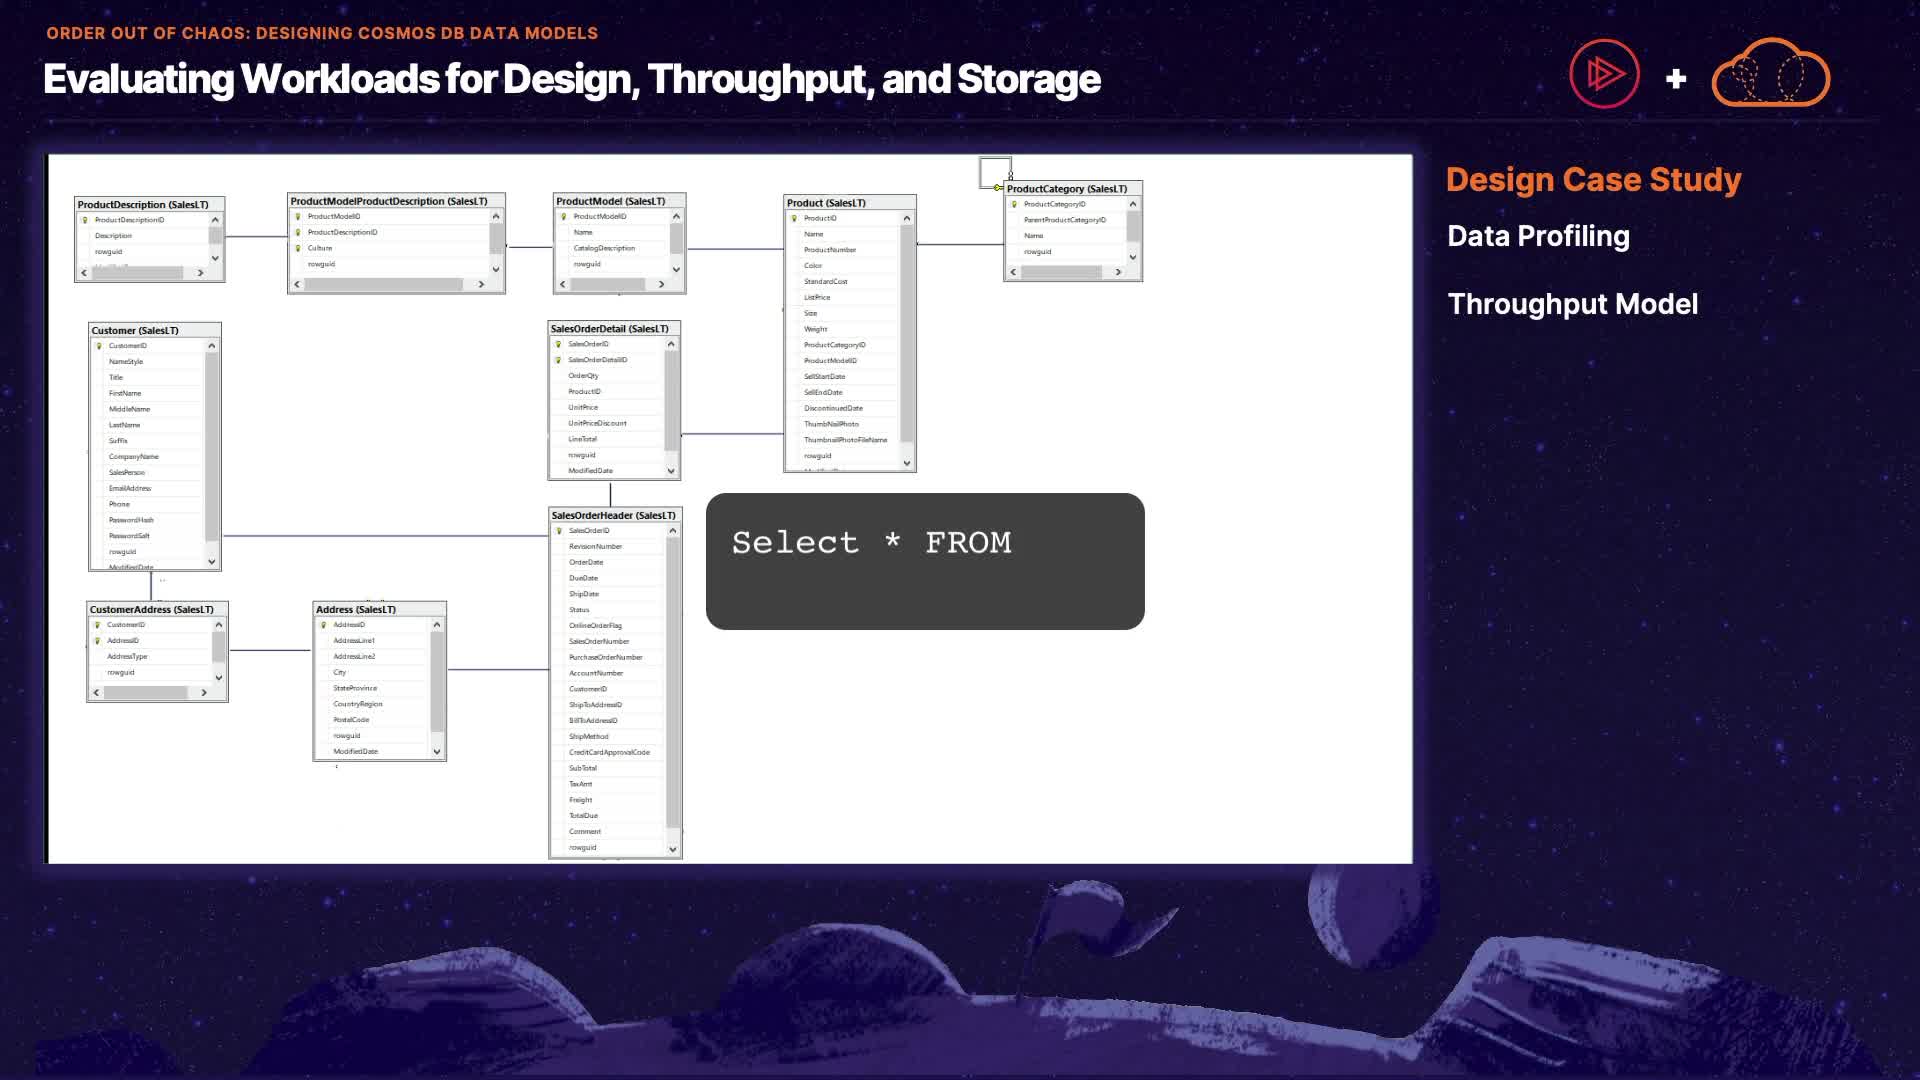 ORDER OUT OF CHAOS: DESIGNING COSMOS DB DATA MODELS
Evaluating Workloads for Design, Throughput, and Storage
Design Case Study
Data Profiling
Throughput Model
ProductDescription (SalesLT)
ProductDescriptionID
Description
rowguid
ProductModelProductDescription (SalesLT)
ProductModelID
ProductDescriptionID
Culture
rowguid
ProductModel (SalesLT)
ProductModelID
Name
CatalogDescription
rowguid
Product (SalesLT)
ProductID
Name
ProductNumber
Color
StandardCost
ListPrice
Size
Weight
ProductCategoryID
ProductModelID
SellStartDate
SellEndDate
DiscontinuedDate
ThumbNailPhoto
ThumbnailPhotoFileName
rowguid
ProductCategory (SalesLT)
ProductCategoryID
ParentProductCategoryID
Name
rowguid
Customer (SalesLT)
CustomerID
NameStyle
Title
FirstName
MiddleName
LastName
Suffix
CompanyName
SalesPerson
EmailAddress
Phone
PasswordHash
PasswordSalt
rowguid
ModifiedDate
SalesOrderDetail (SalesLT)
SalesOrderID
SalesOrderDetailID
OrderQty
ProductID
UnitPrice
UnitPriceDiscount
LineTotal
rowguid
ModifiedDate
SalesOrderHeader (SalesLT)
SalesOrderID
RevisionNumber
OrderDate
DueDate
ShipDate
Status
OnlineOrderFlag
SalesOrderNumber
PurchaseOrderNumber
AccountNumber
CustomerID
ShipToAddressID
BillToAddressID
ShipMethod
CreditCardApprovalCode
SubTotal
TaxAmt
Freight
TotalDue
Comment
rowguid
Select * FROM
CustomerAddress (SalesLT)
CustomerID
AddressID
AddressType
rowguid
Address (SalesLT)
AddressID
AddressLine1
AddressLine2
City
StateProvince
CountryRegion
PostalCode
rowguid
ModifiedDate